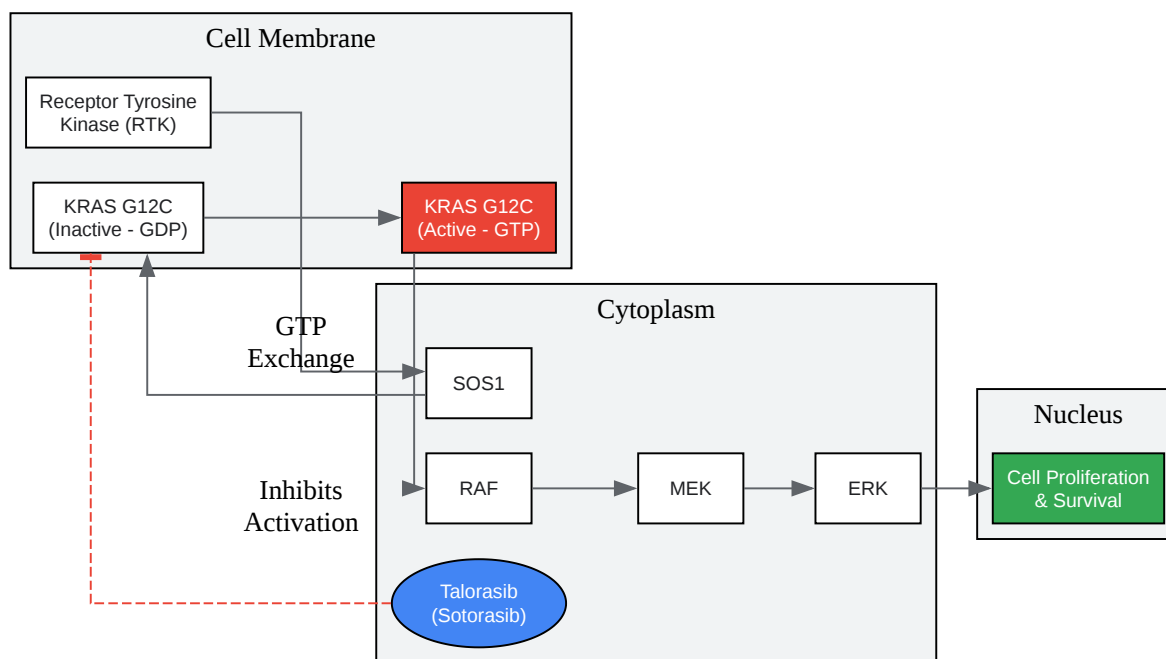 Cell Membrane
Receptor Tyrosine
Kinase (RTK)
KRAS G12C
(Inactive - GDP)
KRAS G12C
(Active - GTP)
Cytoplasm
GTP
Exchange
SOS1
Nucleus
Inhibits
Activation
RAF
MEK
ERK
Cell Proliferation
& Survival
Talorasib
(Sotorasib)